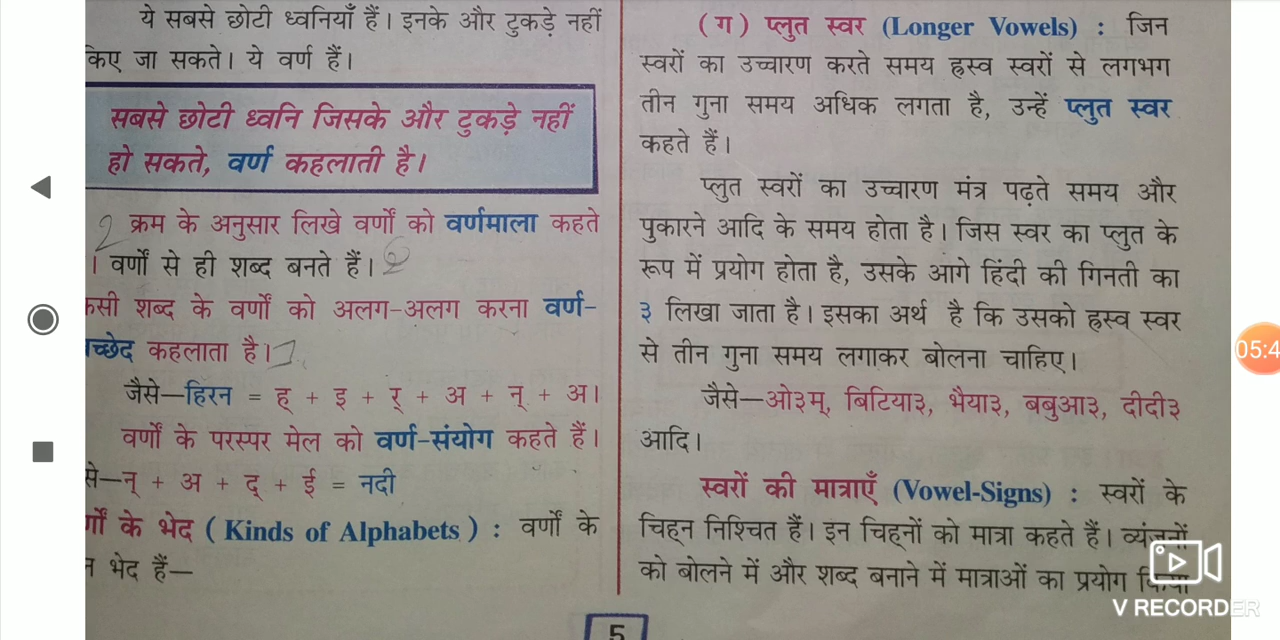 ये सबसे छोटी ध्वनियाँ हैं। इनके और टुकड़े नहीं
किए जा सकते। ये वर्ण हैं।
सबसे छोटी ध्वनि जिसके और टुकड़े नहीं
हो सकते, वर्ण कहलाती है।
2 क्रम के अनुसार लिखे वर्णों को वर्णमाला कहते
। वर्णों से ही शब्द बनते हैं।
सी शब्द के वर्णों को अलग-अलग करना वर्ण-
च्छेद कहलाता है।
जैसे—हिरन = ह् + इ + र् + अ + न् + अ।
वर्णों के परस्पर मेल को वर्ण-संयोग कहते हैं।
से—न् + अ + द् + ई = नदी
र्णों के भेद ( Kinds of Alphabets ) : वर्णों के
न भेद हैं—
( ग ) प्लुत स्वर (Longer Vowels) : जिन
स्वरों का उच्चारण करते समय ह्रस्व स्वरों से लगभग
तीन गुना समय अधिक लगता है, उन्हें प्लुत स्वर
कहते हैं।
प्लुत स्वरों का उच्चारण मंत्र पढ़ते समय और
पुकारने आदि के समय होता है। जिस स्वर का प्लुत के
रूप में प्रयोग होता है, उसके आगे हिंदी की गिनती का
३ लिखा जाता है। इसका अर्थ है कि उसको ह्रस्व स्वर
से तीन गुना समय लगाकर बोलना चाहिए।
जैसे—ओ३म्, बिटिया३, भैया३, बबुआ३, दीदी३
आदि।
स्वरों की मात्राएँ (Vowel-Signs) : स्वरों के
चिह्न निश्चित हैं। इन चिह्नों को मात्रा कहते हैं। व्यंजनों
को बोलने में और शब्द बनाने में मात्राओं का प्रयोग किया
5
05:4
V RECORDER